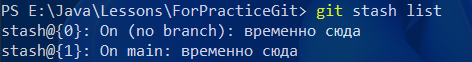 PS E:\Java\Lessons\ForPracticeGit> git stash list
stash@{0}: On (no branch): временно сюда
stash@{1}: On main: временно сюда